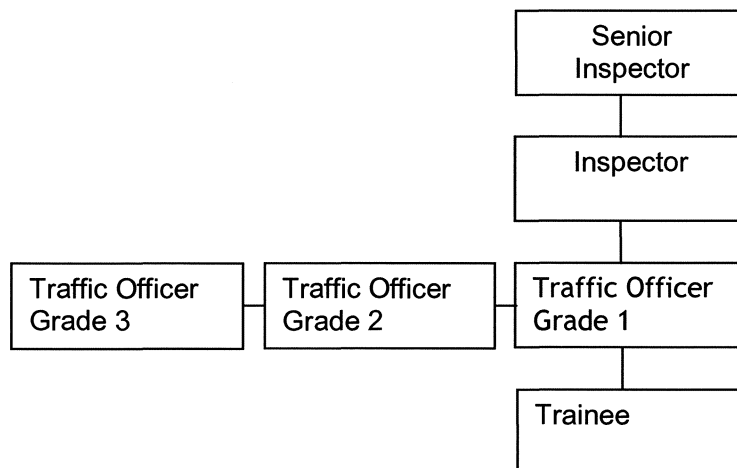 Senior
Inspector
Inspector
Traffic Officer
Grade 3
Traffic Officer
Grade 2
Traffic Officer
Grade 1
Trainee